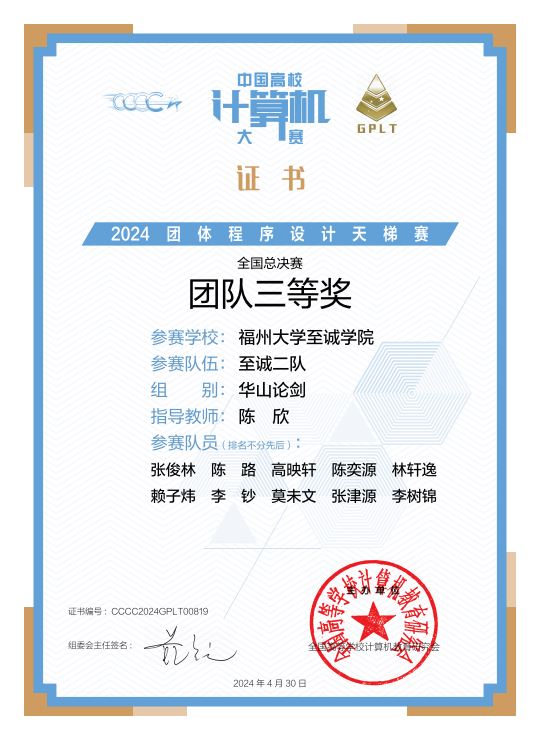 CCCC
中国高校
计算机
大赛
GPLT
证书
2024 团体程序设计天梯赛
全国总决赛
团队三等奖
参赛学校：福州大学至诚学院
参赛队伍：至诚二队
组 别：华山论剑
指导教师：陈 欣
参赛队员（排名不分先后）：
张俊林 陈 路 高映轩 陈奕源 林轩逸
赖子炜 李 钞 莫未文 张津源 李树锦
证书编号：CCCC2024GPLT00819
主办单位
全国高等学校计算机教育研究会
组委会主任签名：
全国高等学校计算机教育研究会
2024 年 4 月 30 日